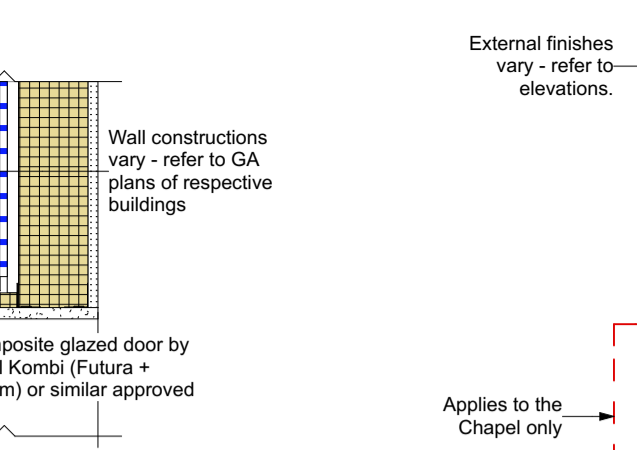 External finishes
vary - refer to
elevations.
Wall constructions
vary - refer to GA
plans of respective
buildings
glazed door by
Kombi (Futura +
or similar approved
Applies to the
Chapel only